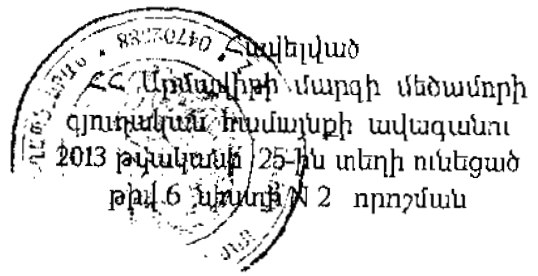 Հավելված
ՀՀ Արմավիրի մարզի մեծամորի
գյուղական համայնքի ավագանու
2013 թվականի 25-ին տեղի ունեցած
թիվ 6 նիստի N 2 որոշման